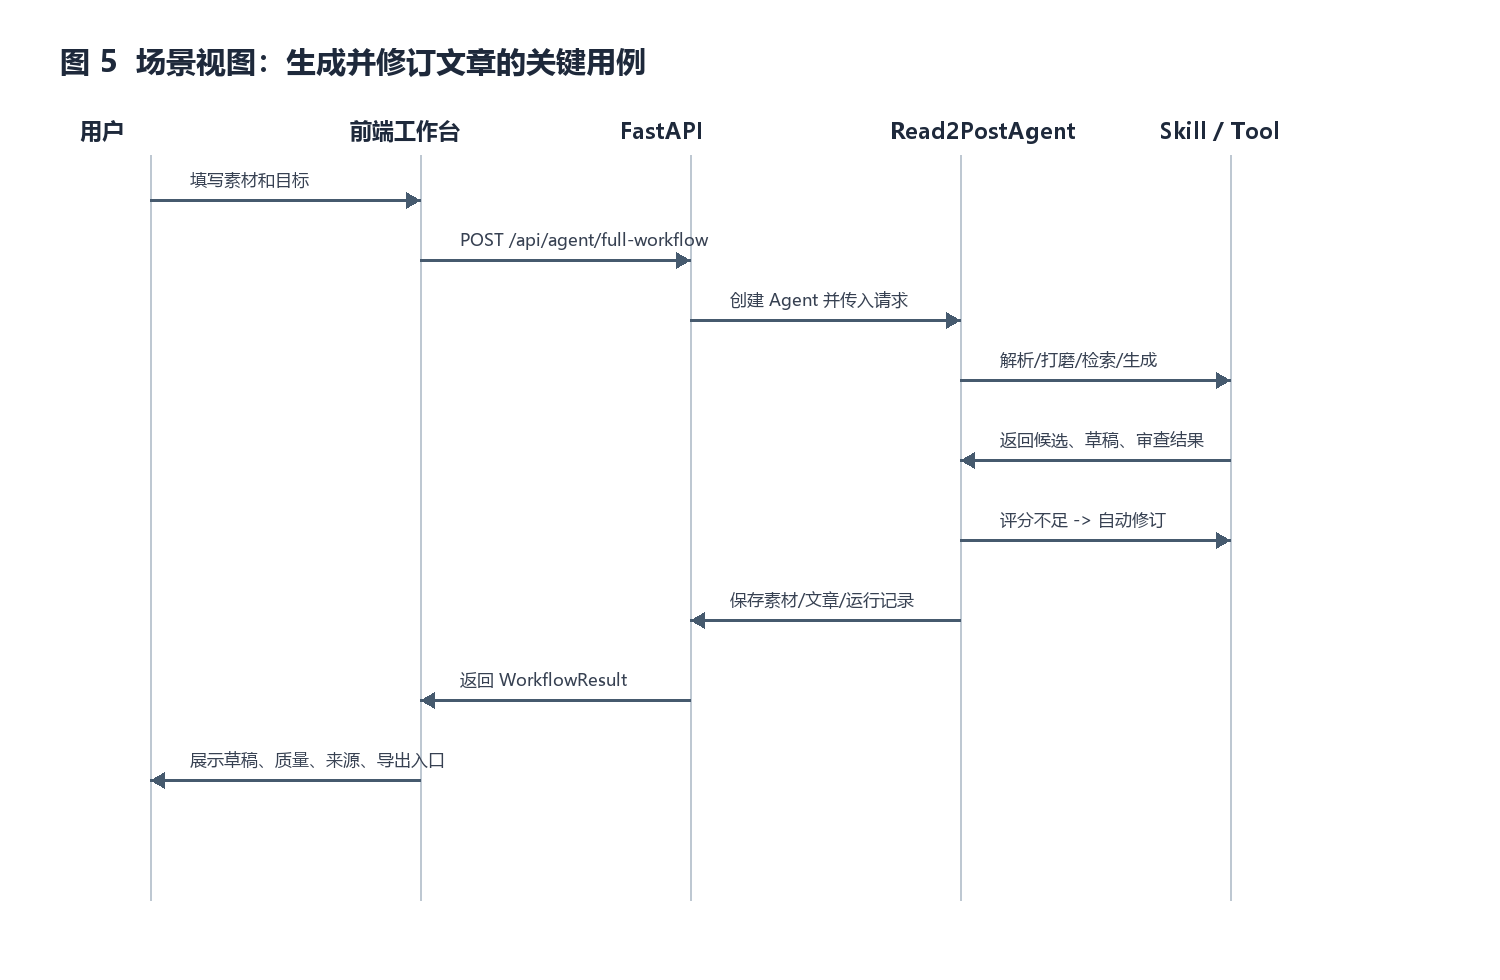 图 5 场景视图：生成并修订文章的关键用例
用户 前端工作台 FastAPI Read2PostAgent Skill / Tool
填写素材和目标
POST /api/agent/full-workflow
创建 Agent 并传入请求
解析/打磨/检索/生成
返回候选、草稿、审查结果
评分不足 -> 自动修订
保存素材/文章/运行记录
返回 WorkflowResult
展示草稿、质量、来源、导出入口